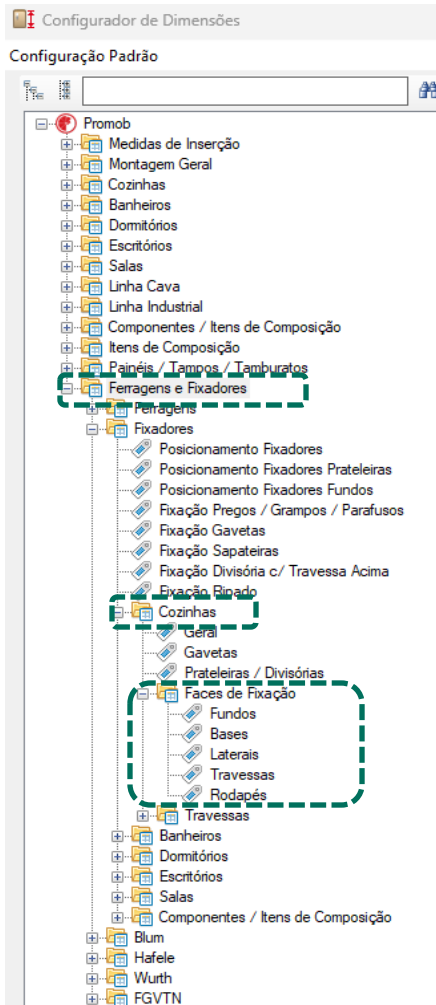 Configurador de Dimensões
Configuração Padrão
Promob
Medidas de Inserção
Montagem Geral
Cozinhas
Banheiros
Dormitórios
Escritórios
Salas
Linha Cava
Linha Industrial
Componentes / Itens de Composição
Itens de Composição
Painéis / Tampos / Tamburatos
Ferragens e Fixadores
Ferragens
Fixadores
Posicionamento Fixadores
Posicionamento Fixadores Prateleiras
Posicionamento Fixadores Fundos
Fixação Pregos / Grampos / Parafusos
Fixação Gavetas
Fixação Sapateiras
Fixação Divisória c/ Travessa Acima
Fixação Ripado
Cozinhas
Geral
Gavetas
Prateleiras / Divisórias
Faces de Fixação
Fundos
Bases
Laterais
Travessas
Rodapés
Travessas
Banheiros
Dormitórios
Escritórios
Salas
Componentes / Itens de Composição
Blum
Hafele
Wurth
FGVTN